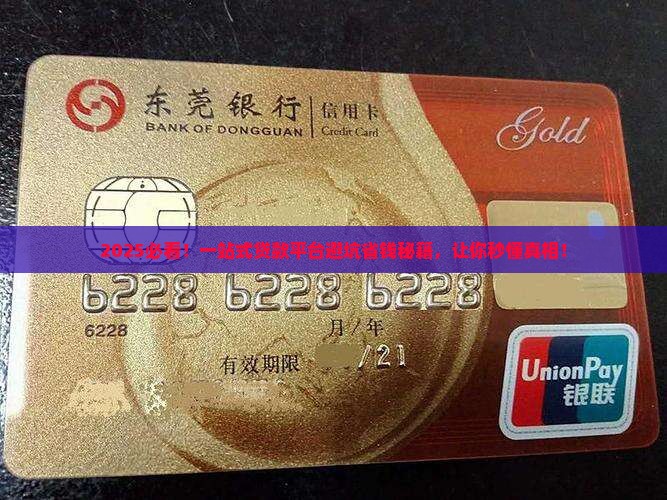 东莞银行 信用卡
BANK OF DONGGUAN Credit Card
Gold
2025必看!一站式贷款平台避坑省钱秘籍,让你秒懂真相!
6228 6228 6228
6228
月/年
有效期限 /21
UnionPay
银联